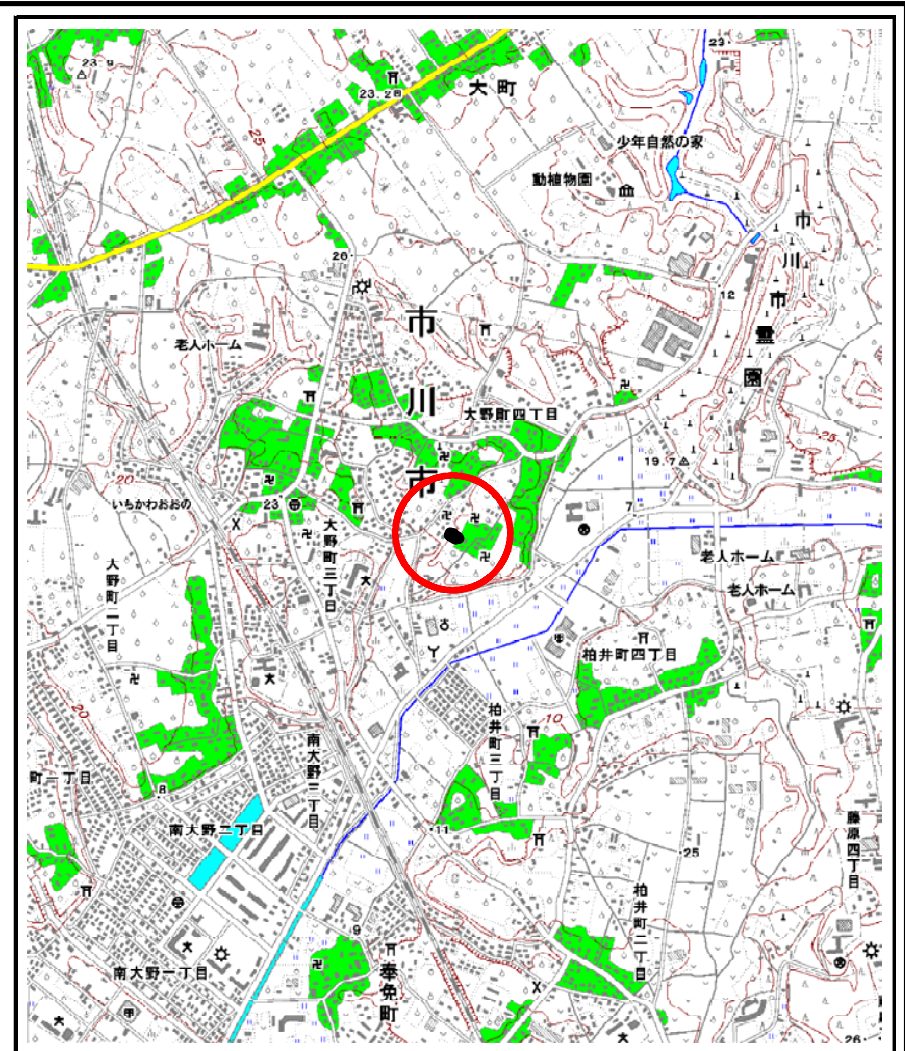 23.9
23
大町
23.2
少年自然の家
動植物園
25
市川市霊園
26
12
市川市
老人ホーム
大野町四丁目
25
20
19.7
いちかわおおの
23
7
大野町三丁目
老人ホーム
大野町二丁目
老人ホーム
柏井町四丁目
20
10
柏井町三丁目
南大野三丁目
町一丁目
8
南大野二丁目
11
藤原四丁目
25
柏井町二丁目
9
奉免町
南大野一丁目
26